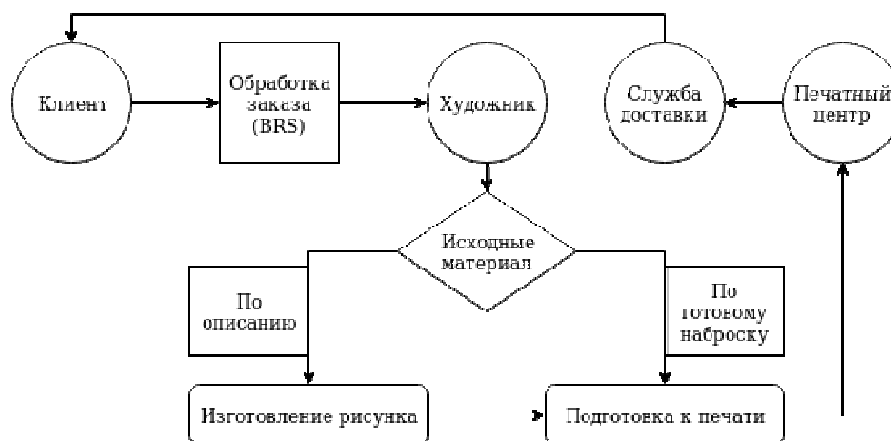 Клиент
Обработка
заказа
(BRS)
Художник
Служба
доставки
Печатный
центр
Исходные
материал
По
описанию
По
готовому
наброску
Изготовление рисунка
Подготовка к печати